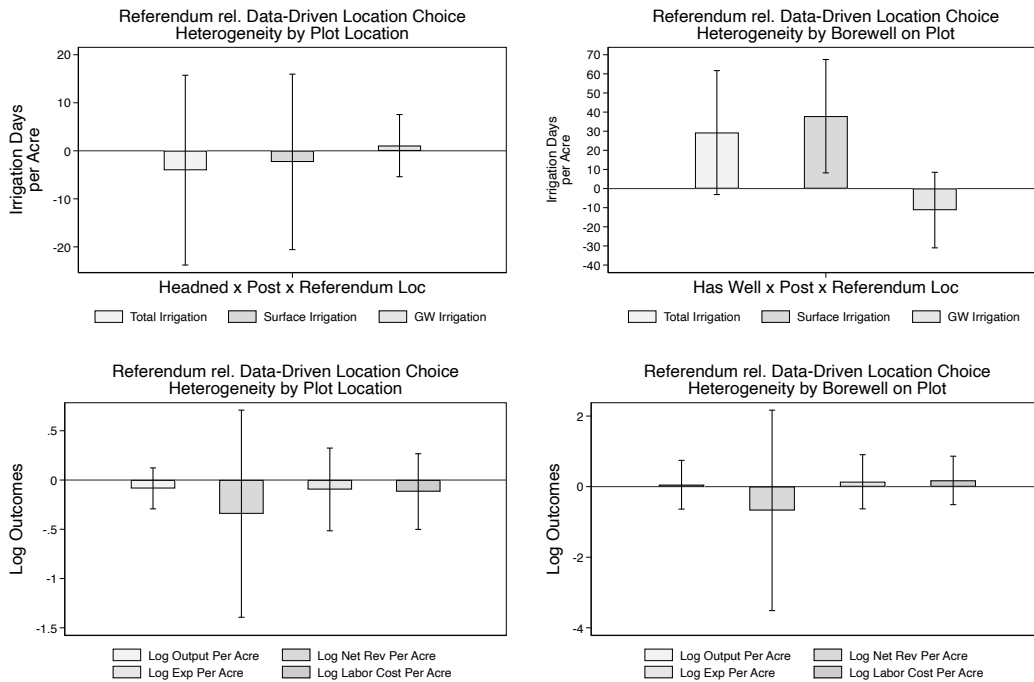 Referendum rel. Data-Driven Location Choice
Heterogeneity by Plot Location
20
10
0
-10
-20
Irrigation Days
per Acre
Headned x Post x Referendum Loc
Total Irrigation
Surface Irrigation
GW Irrigation
Referendum rel. Data-Driven Location Choice
Heterogeneity by Borewell on Plot
70
60
50
40
30
20
10
0
-10
-20
-30
-40
Irrigation Days
per Acre
Has Well x Post x Referendum Loc
Total Irrigation
Surface Irrigation
GW Irrigation
Referendum rel. Data-Driven Location Choice
Heterogeneity by Plot Location
.5
0
-.5
-1
-1.5
Log Outcomes
Log Output Per Acre
Log Net Rev Per Acre
Log Exp Per Acre
Log Labor Cost Per Acre
Referendum rel. Data-Driven Location Choice
Heterogeneity by Borewell on Plot
2
0
-2
-4
Log Outcomes
Log Output Per Acre
Log Net Rev Per Acre
Log Exp Per Acre
Log Labor Cost Per Acre